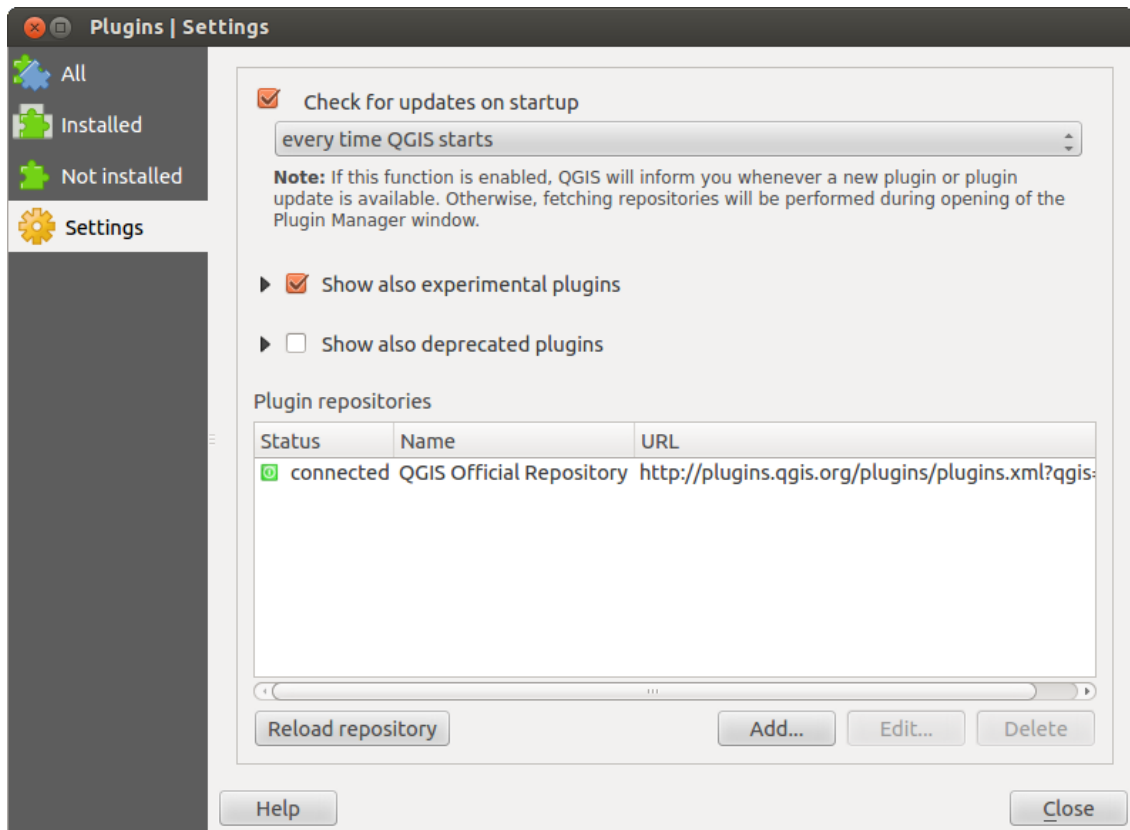 Plugins | Settings
All
Installed
Not installed
Settings
Check for updates on startup
every time QGIS starts
Note: If this function is enabled, QGIS will inform you whenever a new plugin or plugin
update is available. Otherwise, fetching repositories will be performed during opening of the
Plugin Manager window.
Show also experimental plugins
Show also deprecated plugins
Plugin repositories
Status Name URL
connected QGIS Official Repository http://plugins.qgis.org/plugins/plugins.xml?qgis=
Reload repository Add... Edit... Delete
Help Close